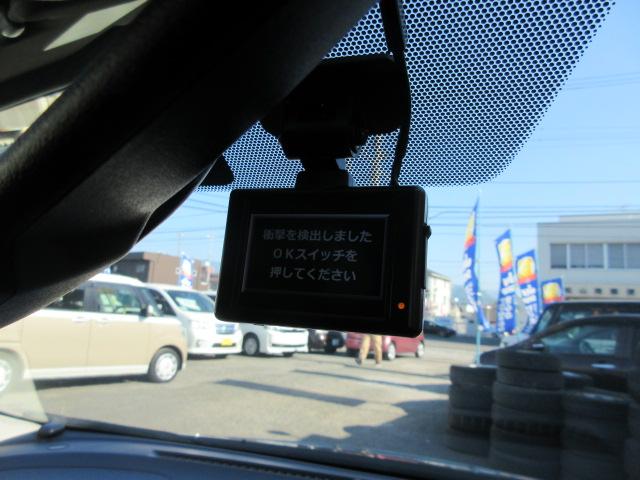 衝撃を検出しました
OKスイッチを
押してください